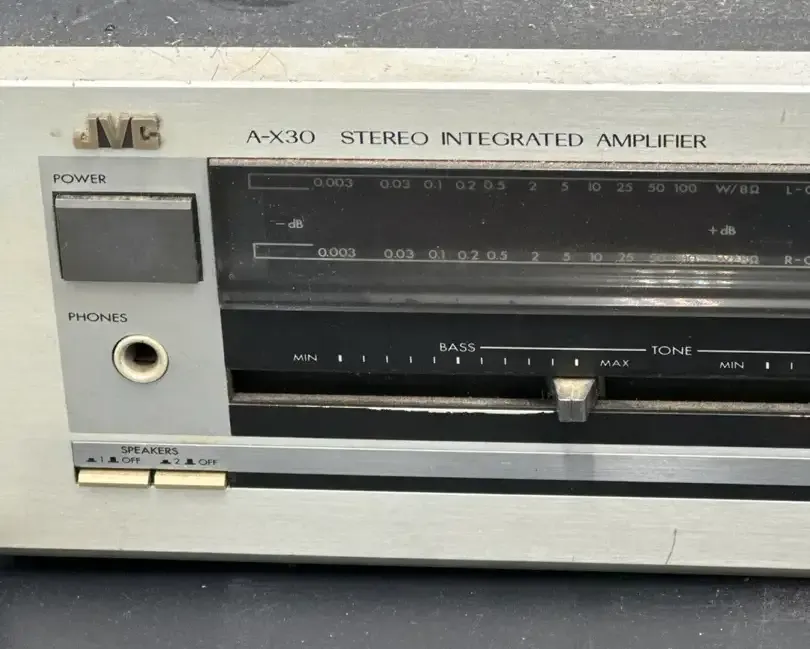 JVC
A-X30 STEREO INTEGRATED AMPLIFIER
POWER
0.003 0.03 0.1 0.2 0.5 2 5 10 25 50 100 W/8Ω L-C
-dB +dB
0.003 0.03 0.1 0.2 0.5 2 5 10 25 50 R-C
PHONES
BASS TONE
MIN MAX MIN
SPEAKERS
1 OFF 2 OFF